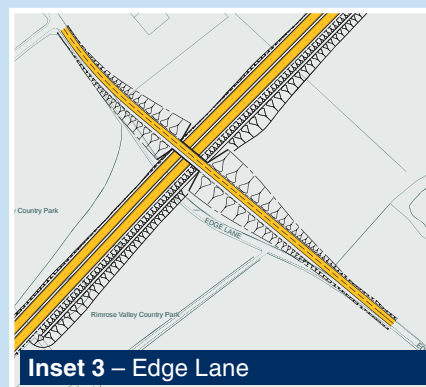 y Country Park
EDGE LANE
Rimrose Valley Country Park
Inset 3 – Edge Lane